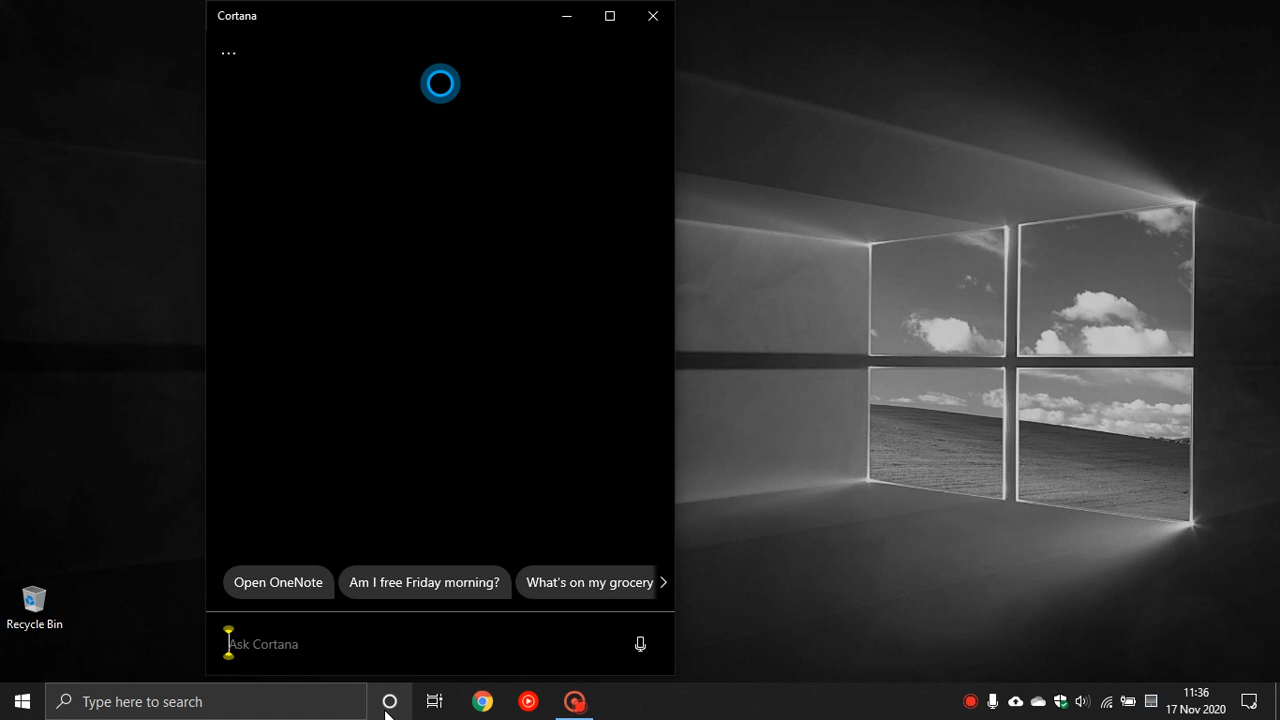 Cortana
...
Open OneNote
Am I free Friday morning?
What's on my grocery
Ask Cortana
Recycle Bin
Type here to search
11:36
17 Nov 2020